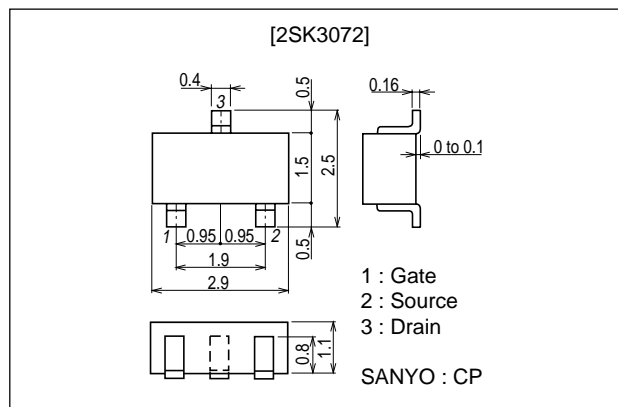 [2SK3072]
0.4
3
0.5
1.5
2.5
0.5
1
0.95
0.95
2
1.9
2.9
0.16
0 to 0.1
1 : Gate
2 : Source
3 : Drain
0.8
1.1
SANYO : CP